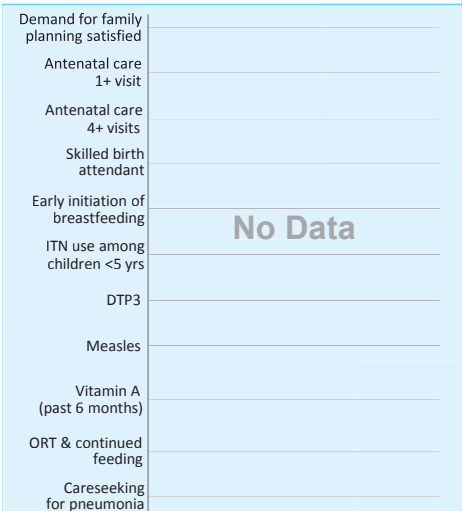 Demand for family
planning satisfied
Antenatal care
1+ visit
Antenatal care
4+ visits
Skilled birth
attendant
Early initiation of
breastfeeding
No Data
ITN use among
children <5 yrs
DTP3
Measles
Vitamin A
(past 6 months)
ORT & continued
feeding
Careseeking
for pneumonia